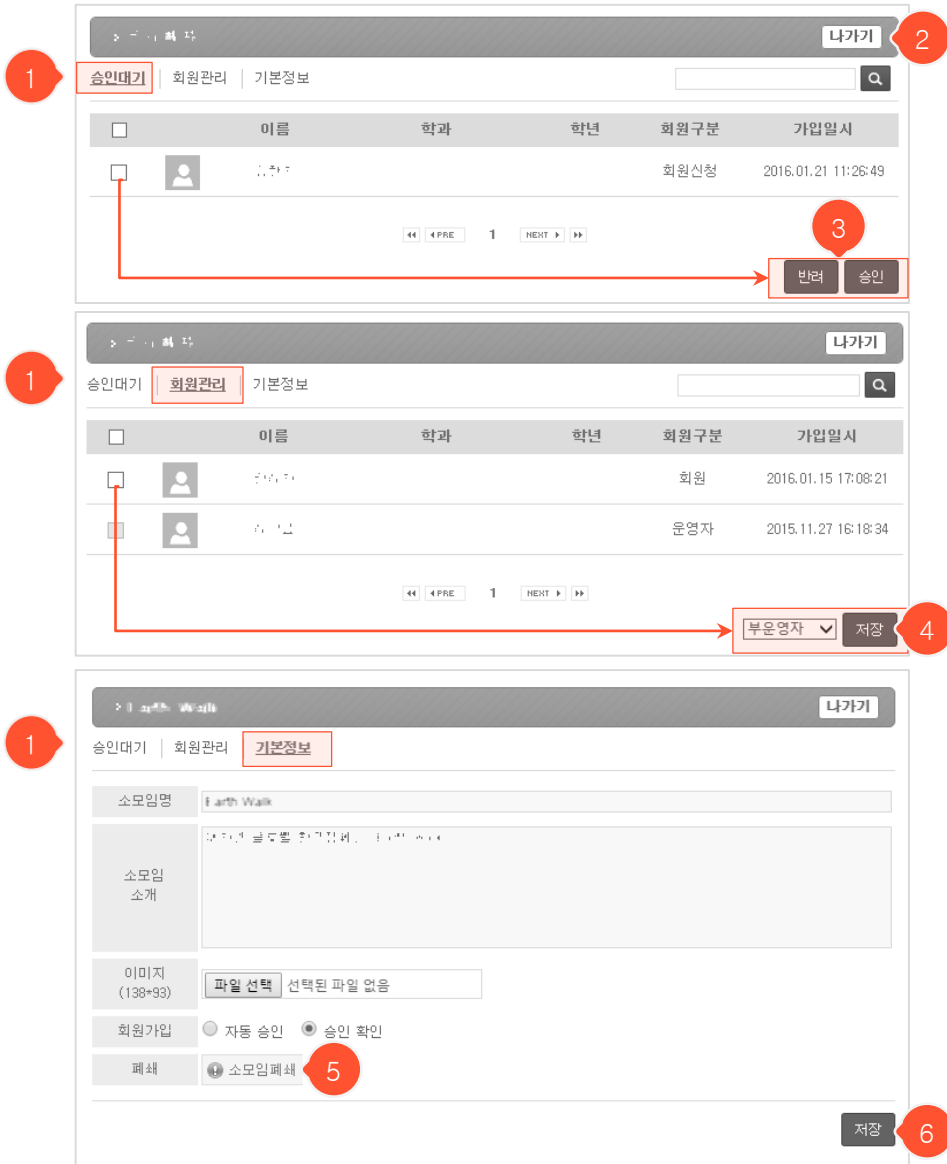 나가기 2
1 승인대기 회원관리 기본정보
이름 학과 학년 회원구분 가입일시
회원신청 2016.01.21 11:26:49
PRE 1 NEXT
3
반려 승인
나가기
1 승인대기 회원관리 기본정보
이름 학과 학년 회원구분 가입일시
회원 2016.01.15 17:08:21
운영자 2015.11.27 16:18:34
PRE 1 NEXT
부운영자 저장 4
나가기
1 승인대기 회원관리 기본정보
소모임명 Earth Walk
소모임
소개
이미지
(138*93)
파일 선택 선택된 파일 없음
회원가입 자동 승인 승인 확인
폐쇄 소모임폐쇄 5
저장 6